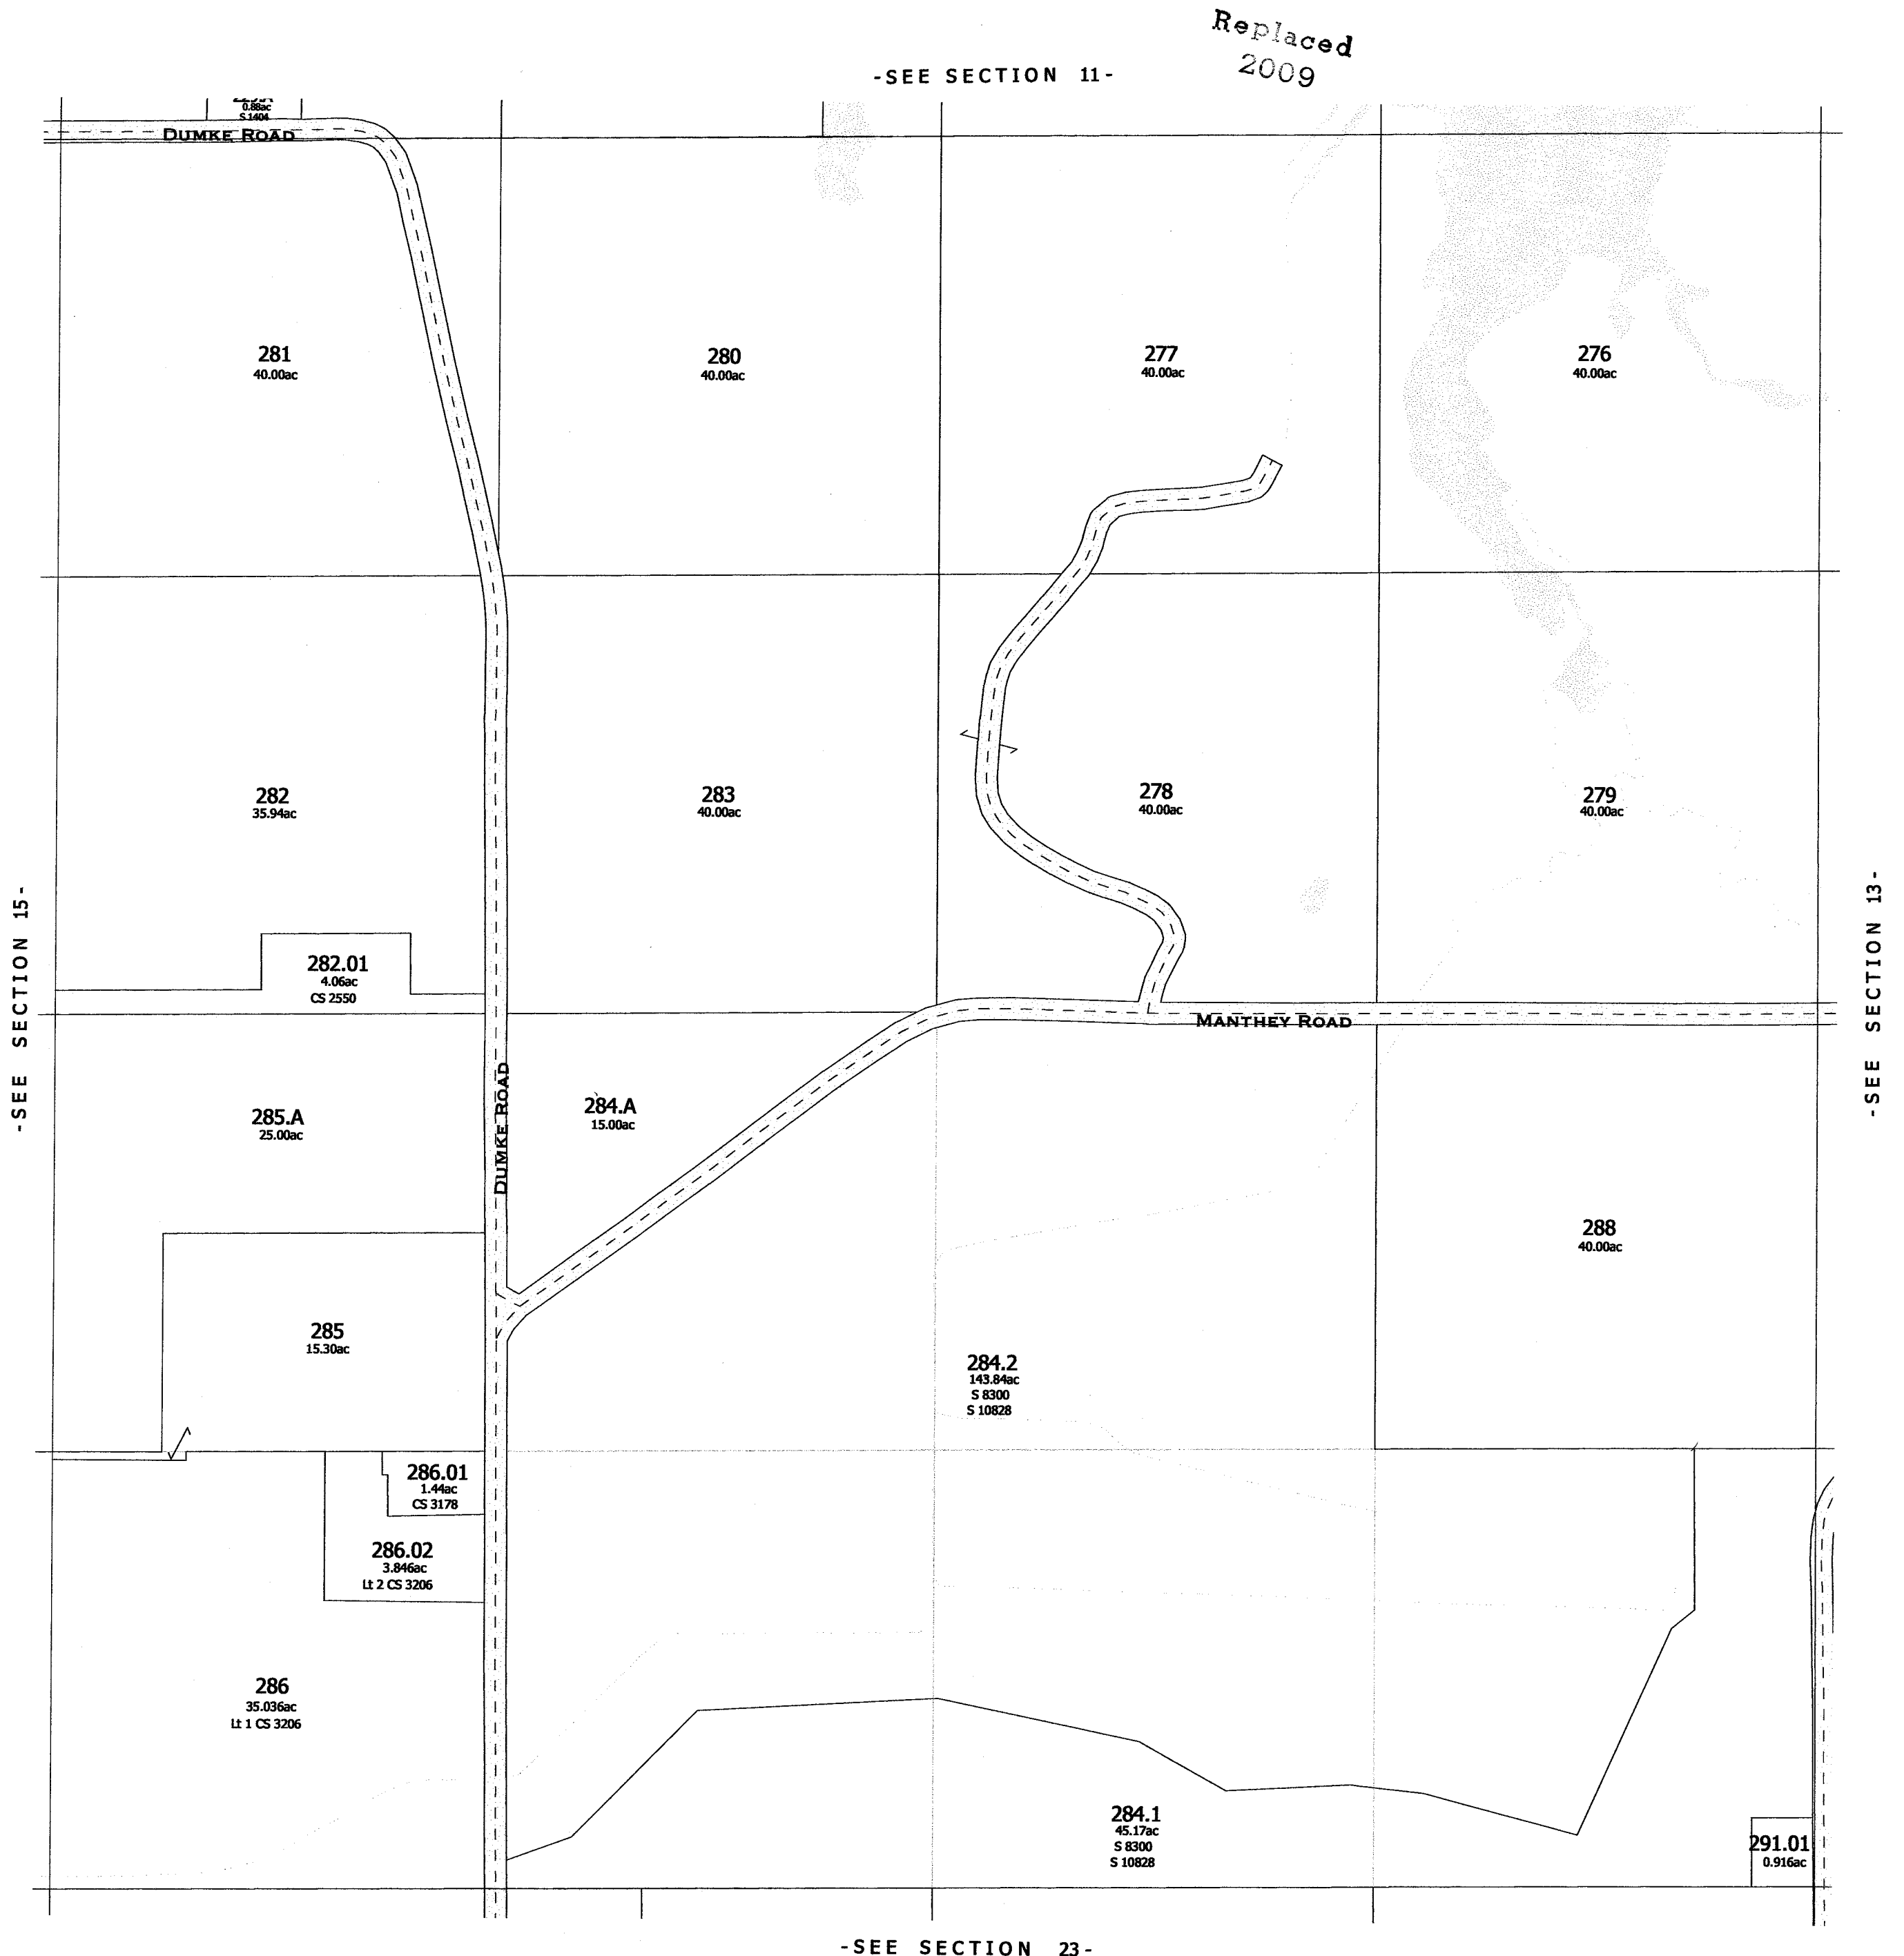 Replaced
2009
-SEE SECTION 11-
0.88ac
S 1404
DUMKE ROAD
281
40.00ac
280
40.00ac
277
40.00ac
276
40.00ac
282
35.94ac
283
40.00ac
278
40.00ac
279
40.00ac
-SEE SECTION 15-
-SEE SECTION 13-
282.01
4.06ac
CS 2550
MANTHEY ROAD
DUMKE ROAD
285.A
25.00ac
284.A
15.00ac
288
40.00ac
285
15.30ac
284.2
143.84ac
S 8300
S 10828
286.01
1.44ac
CS 3178
286.02
3.846ac
Lt 2 CS 3206
286
35.036ac
Lt 1 CS 3206
284.1
45.17ac
S 8300
S 10828
291.01
0.916ac
-SEE SECTION 23-